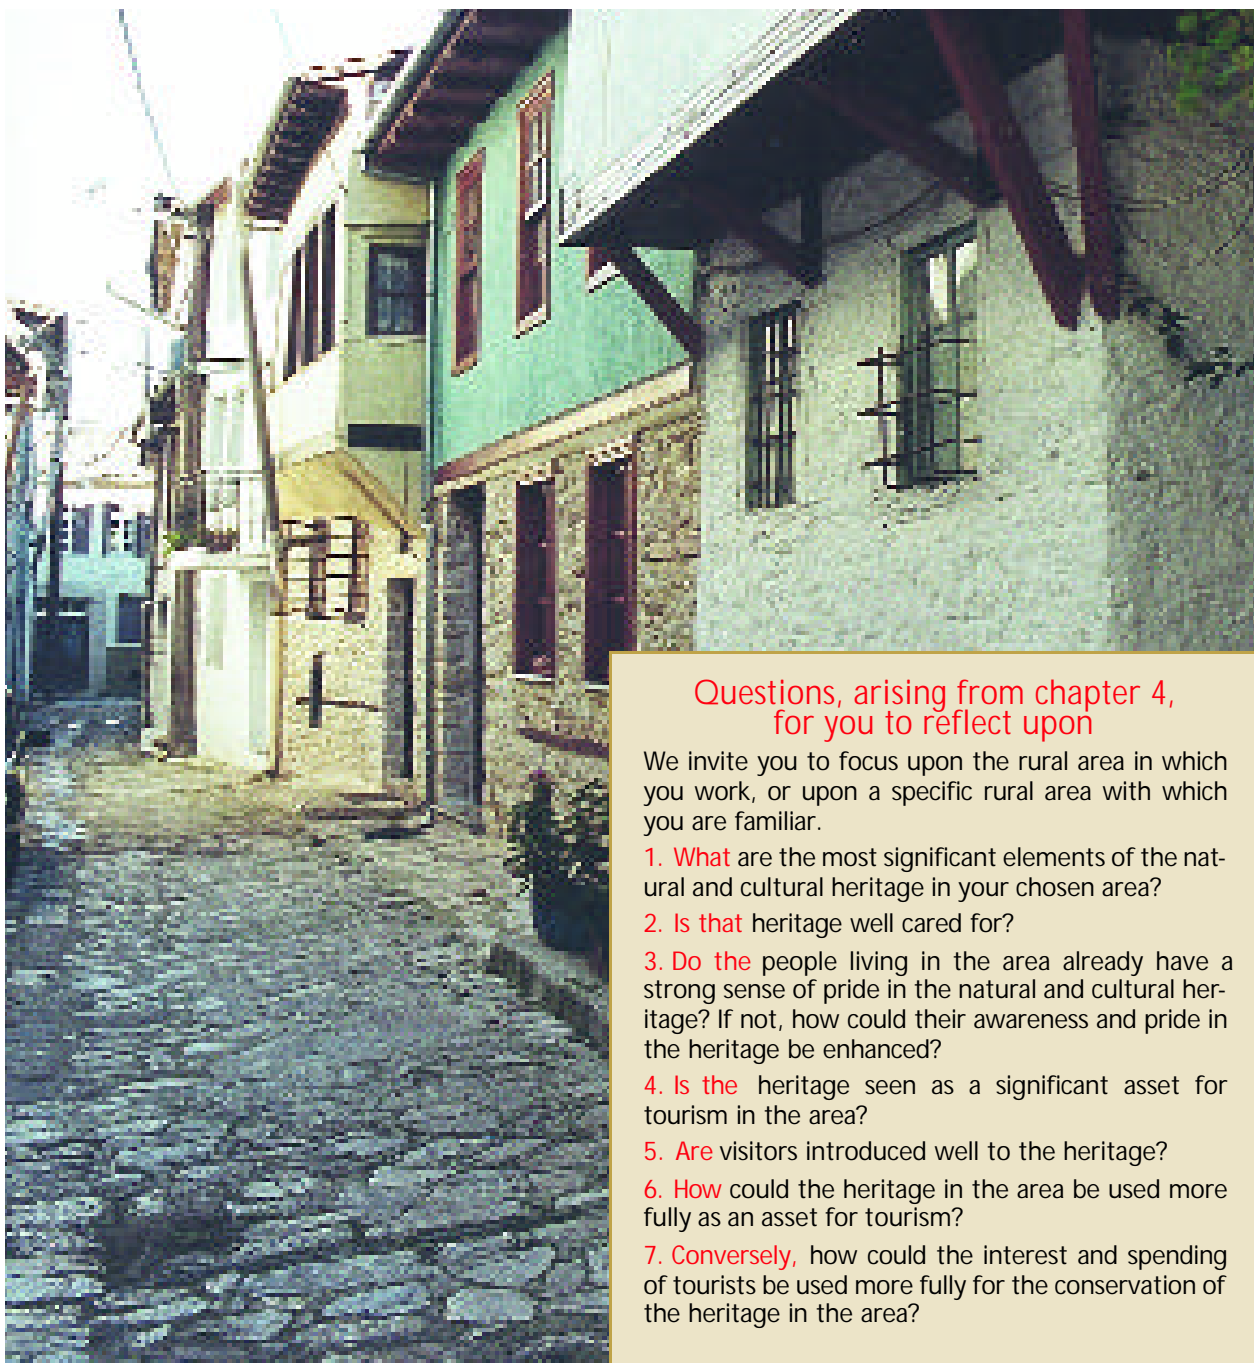 Questions, arising from chapter 4,
for you to reflect upon
We invite you to focus upon the rural area in which
you work, or upon a specific rural area with which
you are familiar.
1. What are the most significant elements of the nat-
ural and cultural heritage in your chosen area?
2. Is that heritage well cared for?
3. Do the people living in the area already have a
strong sense of pride in the natural and cultural her-
itage? If not, how could their awareness and pride in
the heritage be enhanced?
4. Is the heritage seen as a significant asset for
tourism in the area?
5. Are visitors introduced well to the heritage?
6. How could the heritage in the area be used more
fully as an asset for tourism?
7. Conversely, how could the interest and spending
of tourists be used more fully for the conservation of
the heritage in the area?